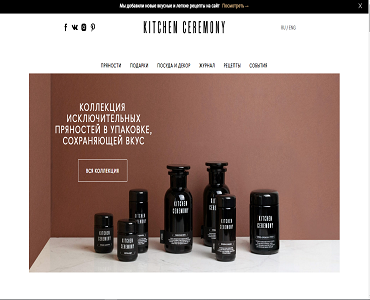 Мы добавили новые вкусные и легкие рецепты на сайт Посмотреть→
X
KITCHEN CEREMONY
RU / ENG
ПРЯНОСТИ ПОДАРКИ ПОСУДА И ДЕКОР ЖУРНАЛ РЕЦЕПТЫ СОБЫТИЯ
КОЛЛЕКЦИЯ
ИСКЛЮЧИТЕЛЬНЫХ
ПРЯНОСТЕЙ В УПАКОВКЕ,
СОХРАНЯЮЩЕЙ ВКУС
ВСЯ КОЛЛЕКЦИЯ
KITCHEN
CEREMONY
KITCHEN
CEREMONY
KITCHEN
CEREMONY
KITCHEN
CEREMONY
KITCHEN
CEREMONY
KITCHEN
CEREMONY